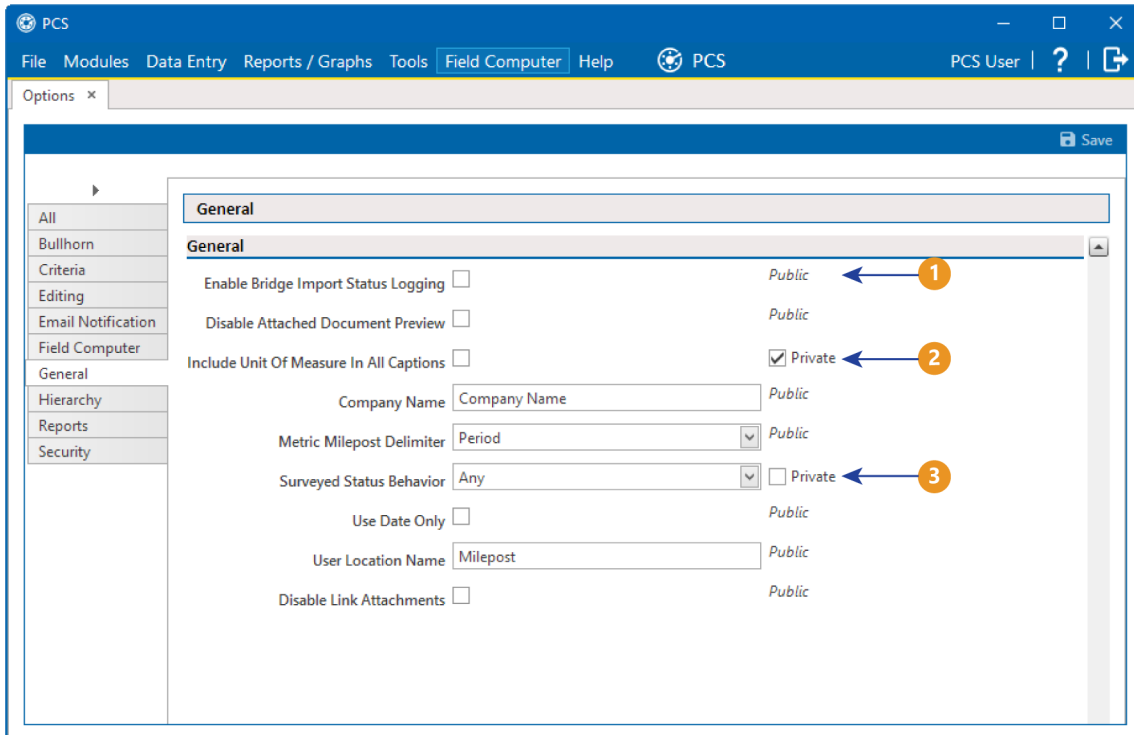 PCS
File Modules Data Entry Reports / Graphs Tools Field Computer Help PCS PCS User | ? |
Options ×
Save
All
Bullhorn
Criteria
Editing
Email Notification
Field Computer
General
Hierarchy
Reports
Security
General
General
Enable Bridge Import Status Logging Public 1
Disable Attached Document Preview Public
Include Unit Of Measure In All Captions Private 2
Company Name Company Name Public
Metric Milepost Delimiter Period Public
Surveyed Status Behavior Any Private 3
Use Date Only Public
User Location Name Milepost Public
Disable Link Attachments Public